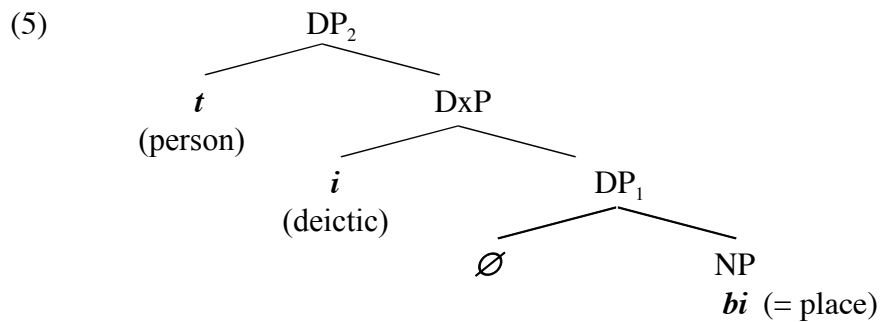 (5) DP₂
t DxP
(person)
i DP₁
(deictic)
∅ NP
bi (= place)